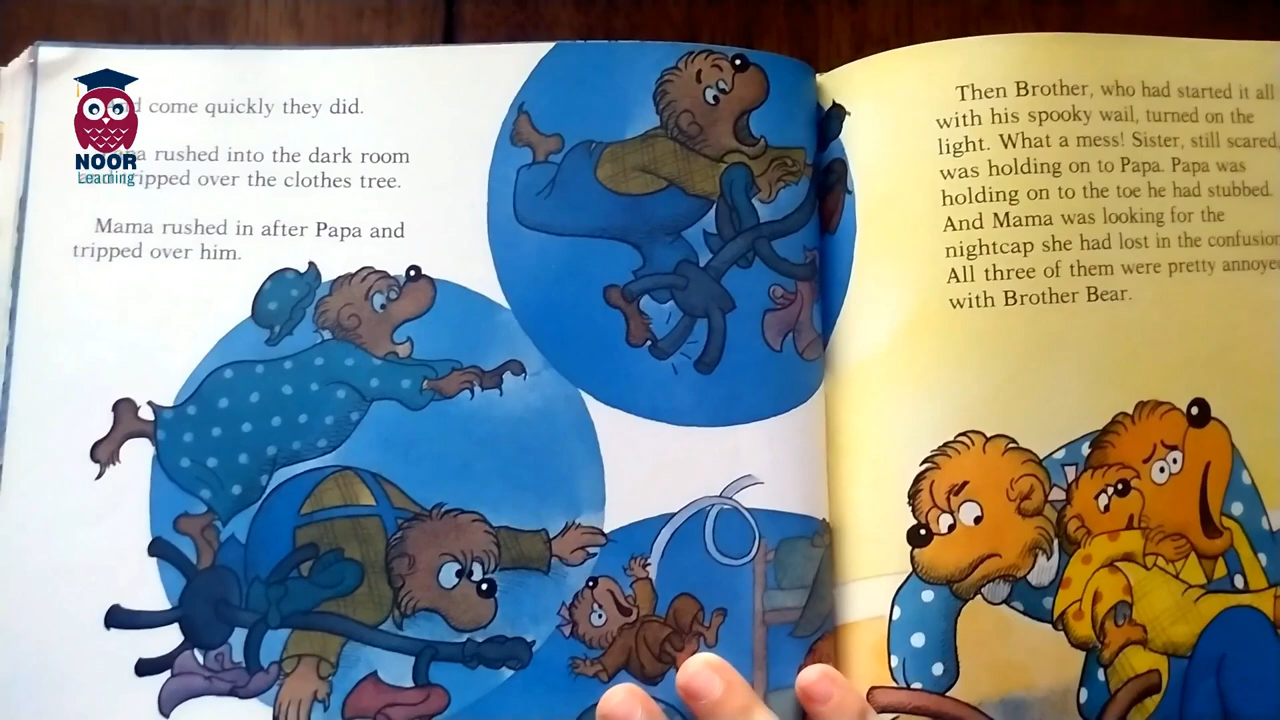 NOOR
Learning
come quickly they did.
rushed into the dark room
tripped over the clothes tree.
Mama rushed in after Papa and
tripped over him.
Then Brother, who had started it all
with his spooky wail, turned on the
light. What a mess! Sister, still scared,
was holding on to Papa. Papa was
holding on to the toe he had stubbed.
And Mama was looking for the
nightcap she had lost in the confusion
All three of them were pretty annoyed
with Brother Bear.